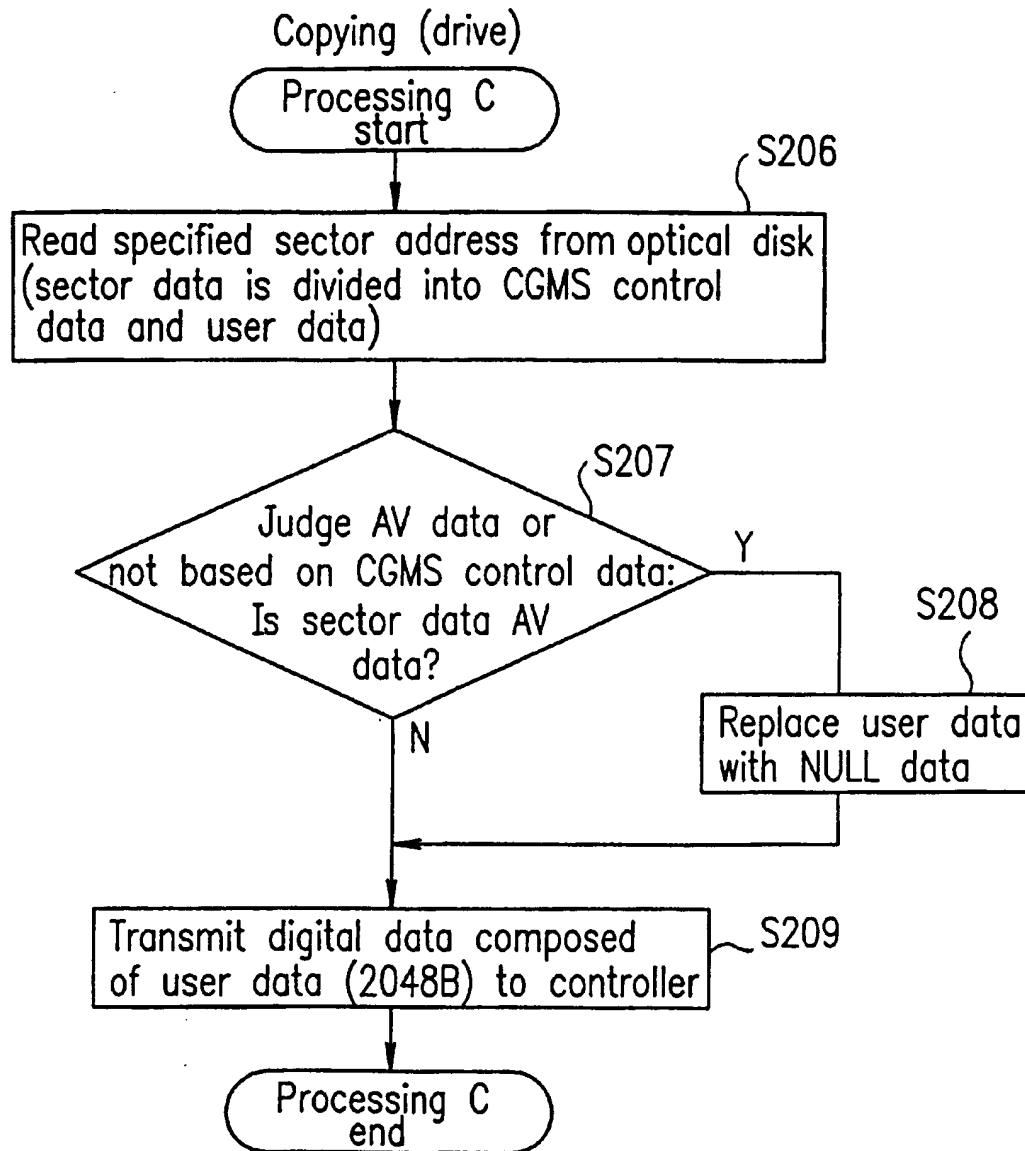 Copying (drive)
Processing C
start
S206
Read specified sector address from optical disk
(sector data is divided into CGMS control
data and user data)
S207
Judge AV data or
not based on CGMS control data:
Is sector data AV
data?
Y
N
S208
Replace user data
with NULL data
S209
Transmit digital data composed
of user data (2048B) to controller
Processing C
end